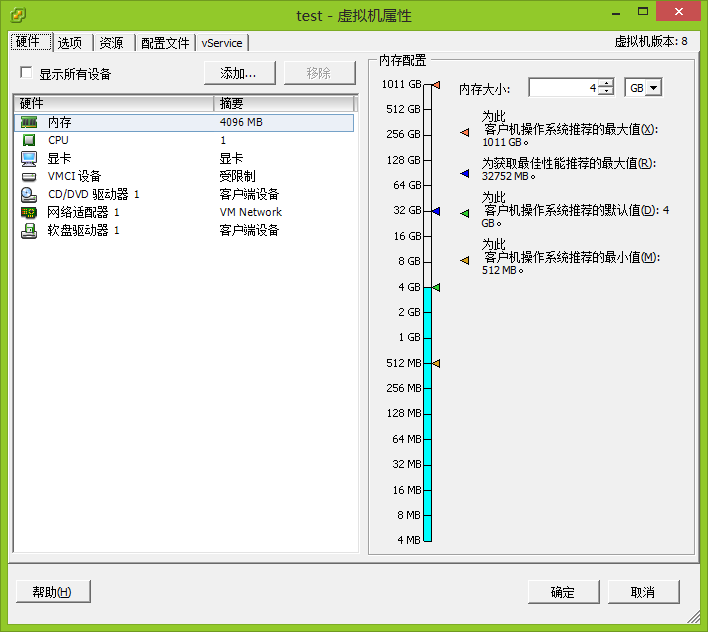 test - 虚拟机属性
硬件 选项 资源 配置文件 vService
虚拟机版本: 8
显示所有设备
添加...
移除
硬件 摘要
内存 4096 MB
CPU 1
显卡 显卡
VMCI 设备 受限制
CD/DVD 驱动器 1 客户端设备
网络适配器 1 VM Network
软盘驱动器 1 客户端设备
内存配置
1011 GB
512 GB
256 GB
128 GB
64 GB
32 GB
16 GB
8 GB
4 GB
2 GB
1 GB
512 MB
256 MB
128 MB
64 MB
32 MB
16 MB
8 MB
4 MB
内存大小: 4 GB
为此
客户机操作系统推荐的最大值(X):
1011 GB。
为获取最佳性能推荐的最大值(R):
32752 MB。
为此
客户机操作系统推荐的默认值(D): 4
GB。
为此
客户机操作系统推荐的最小值(M):
512 MB。
帮助(H)
确定
取消